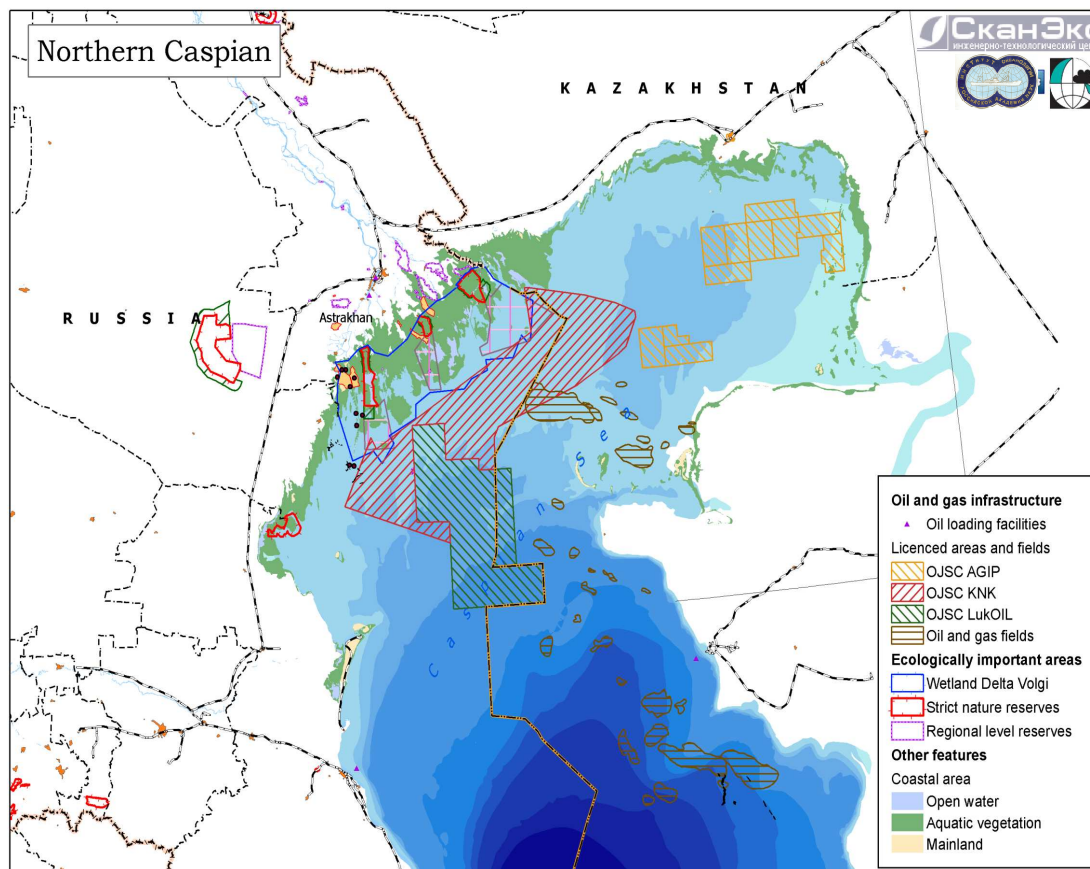 Northern Caspian
СканЭкс
ИНЖЕНЕРНО-ТЕХНОЛОГИЧЕСКИЙ ЦЕН
KAZAKHSTAN
RUSSIA
Astrakhan
Caspian Sea
Oil and gas infrastructure
Oil loading facilities
Licenced areas and fields
OJSC AGIP
OJSC KNK
OJSC LukOIL
Oil and gas fields
Ecologically important areas
Wetland Delta Volgi
Strict nature reserves
Regional level reserves
Other features
Coastal area
Open water
Aquatic vegetation
Mainland